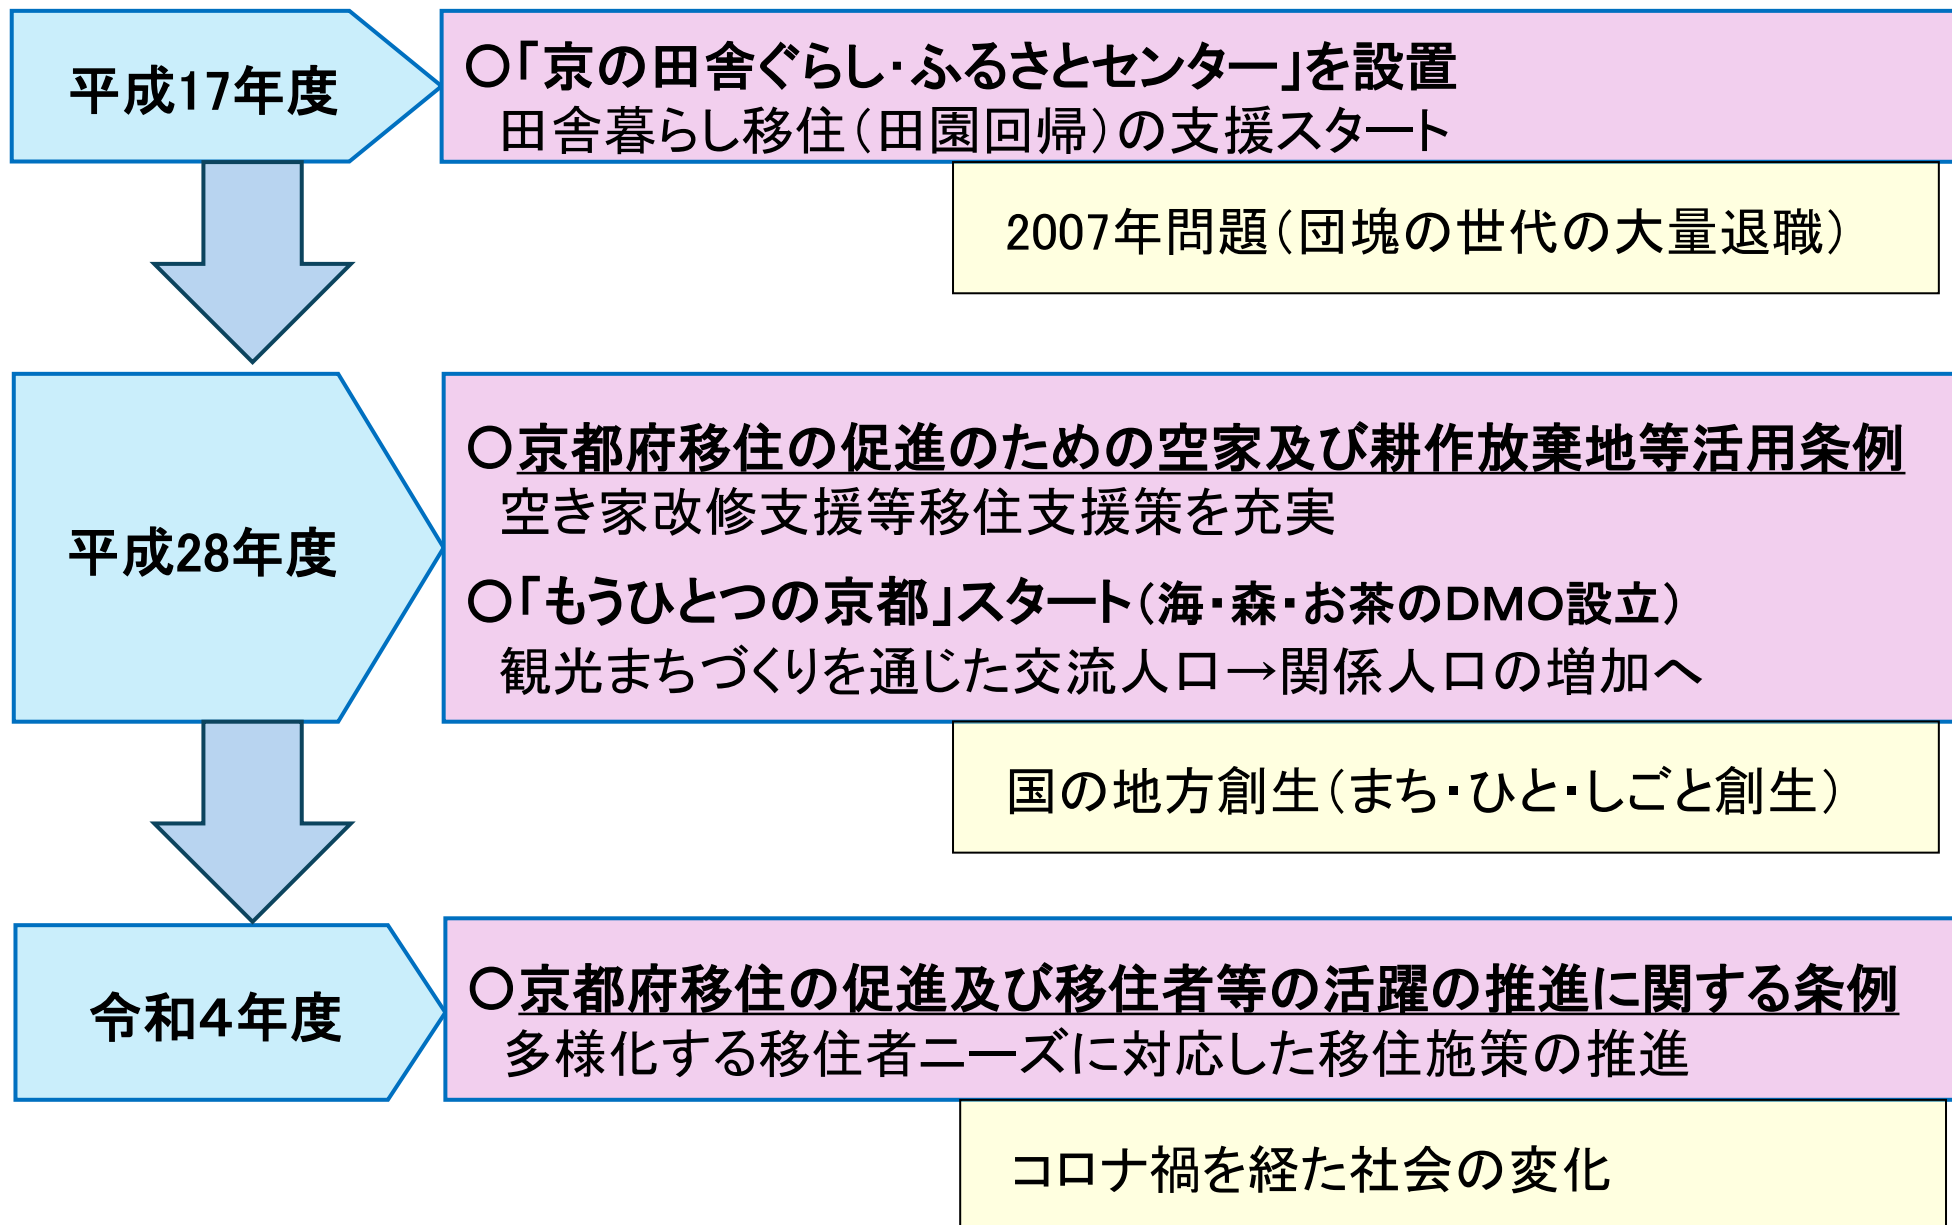 平成17年度
〇「京の田舎ぐらし・ふるさとセンター」を設置
田舎暮らし移住（田園回帰）の支援スタート
2007年問題（団塊の世代の大量退職）
平成28年度
〇京都府移住の促進のための空家及び耕作放棄地等活用条例
空き家改修支援等移住支援策を充実
〇「もうひとつの京都」スタート（海・森・お茶のＤＭＯ設立）
観光まちづくりを通じた交流人口→関係人口の増加へ
国の地方創生（まち・ひと・しごと創生）
令和４年度
〇京都府移住の促進及び移住者等の活躍の推進に関する条例
多様化する移住者ニーズに対応した移住施策の推進
コロナ禍を経た社会の変化